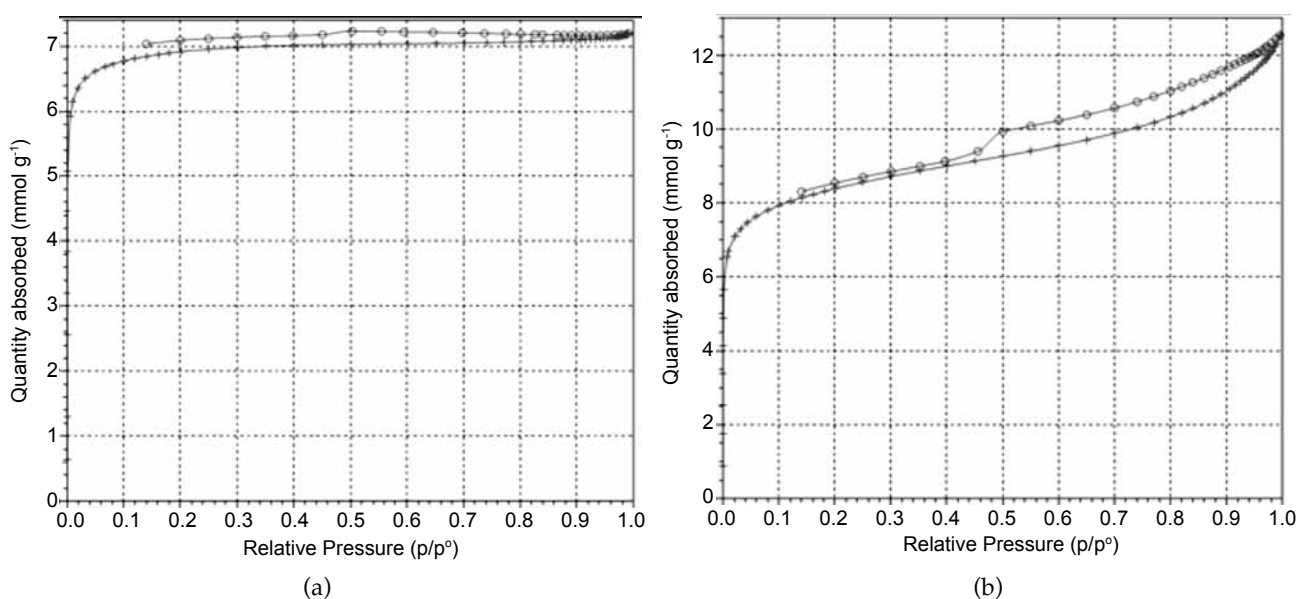 7
6
5
4
3
2
1
0
0.0 0.1 0.2 0.3 0.4 0.5 0.6 0.7 0.8 0.9 1.0
Quantity absorbed (mmol g⁻¹)
Relative Pressure (p/p°)
(a)
12
10
8
6
4
2
0
0.0 0.1 0.2 0.3 0.4 0.5 0.6 0.7 0.8 0.9 1.0
Quantity absorbed (mmol g⁻¹)
Relative Pressure (p/p°)
(b)